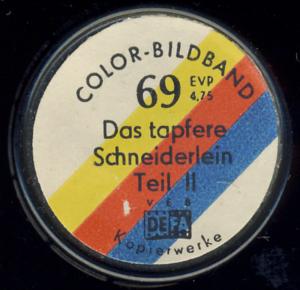 COLOR-BILDBAND
69 EVP
4,75
Das tapfere
Schneiderlein
Teil II
VEB
DEFA
Kopierwerke